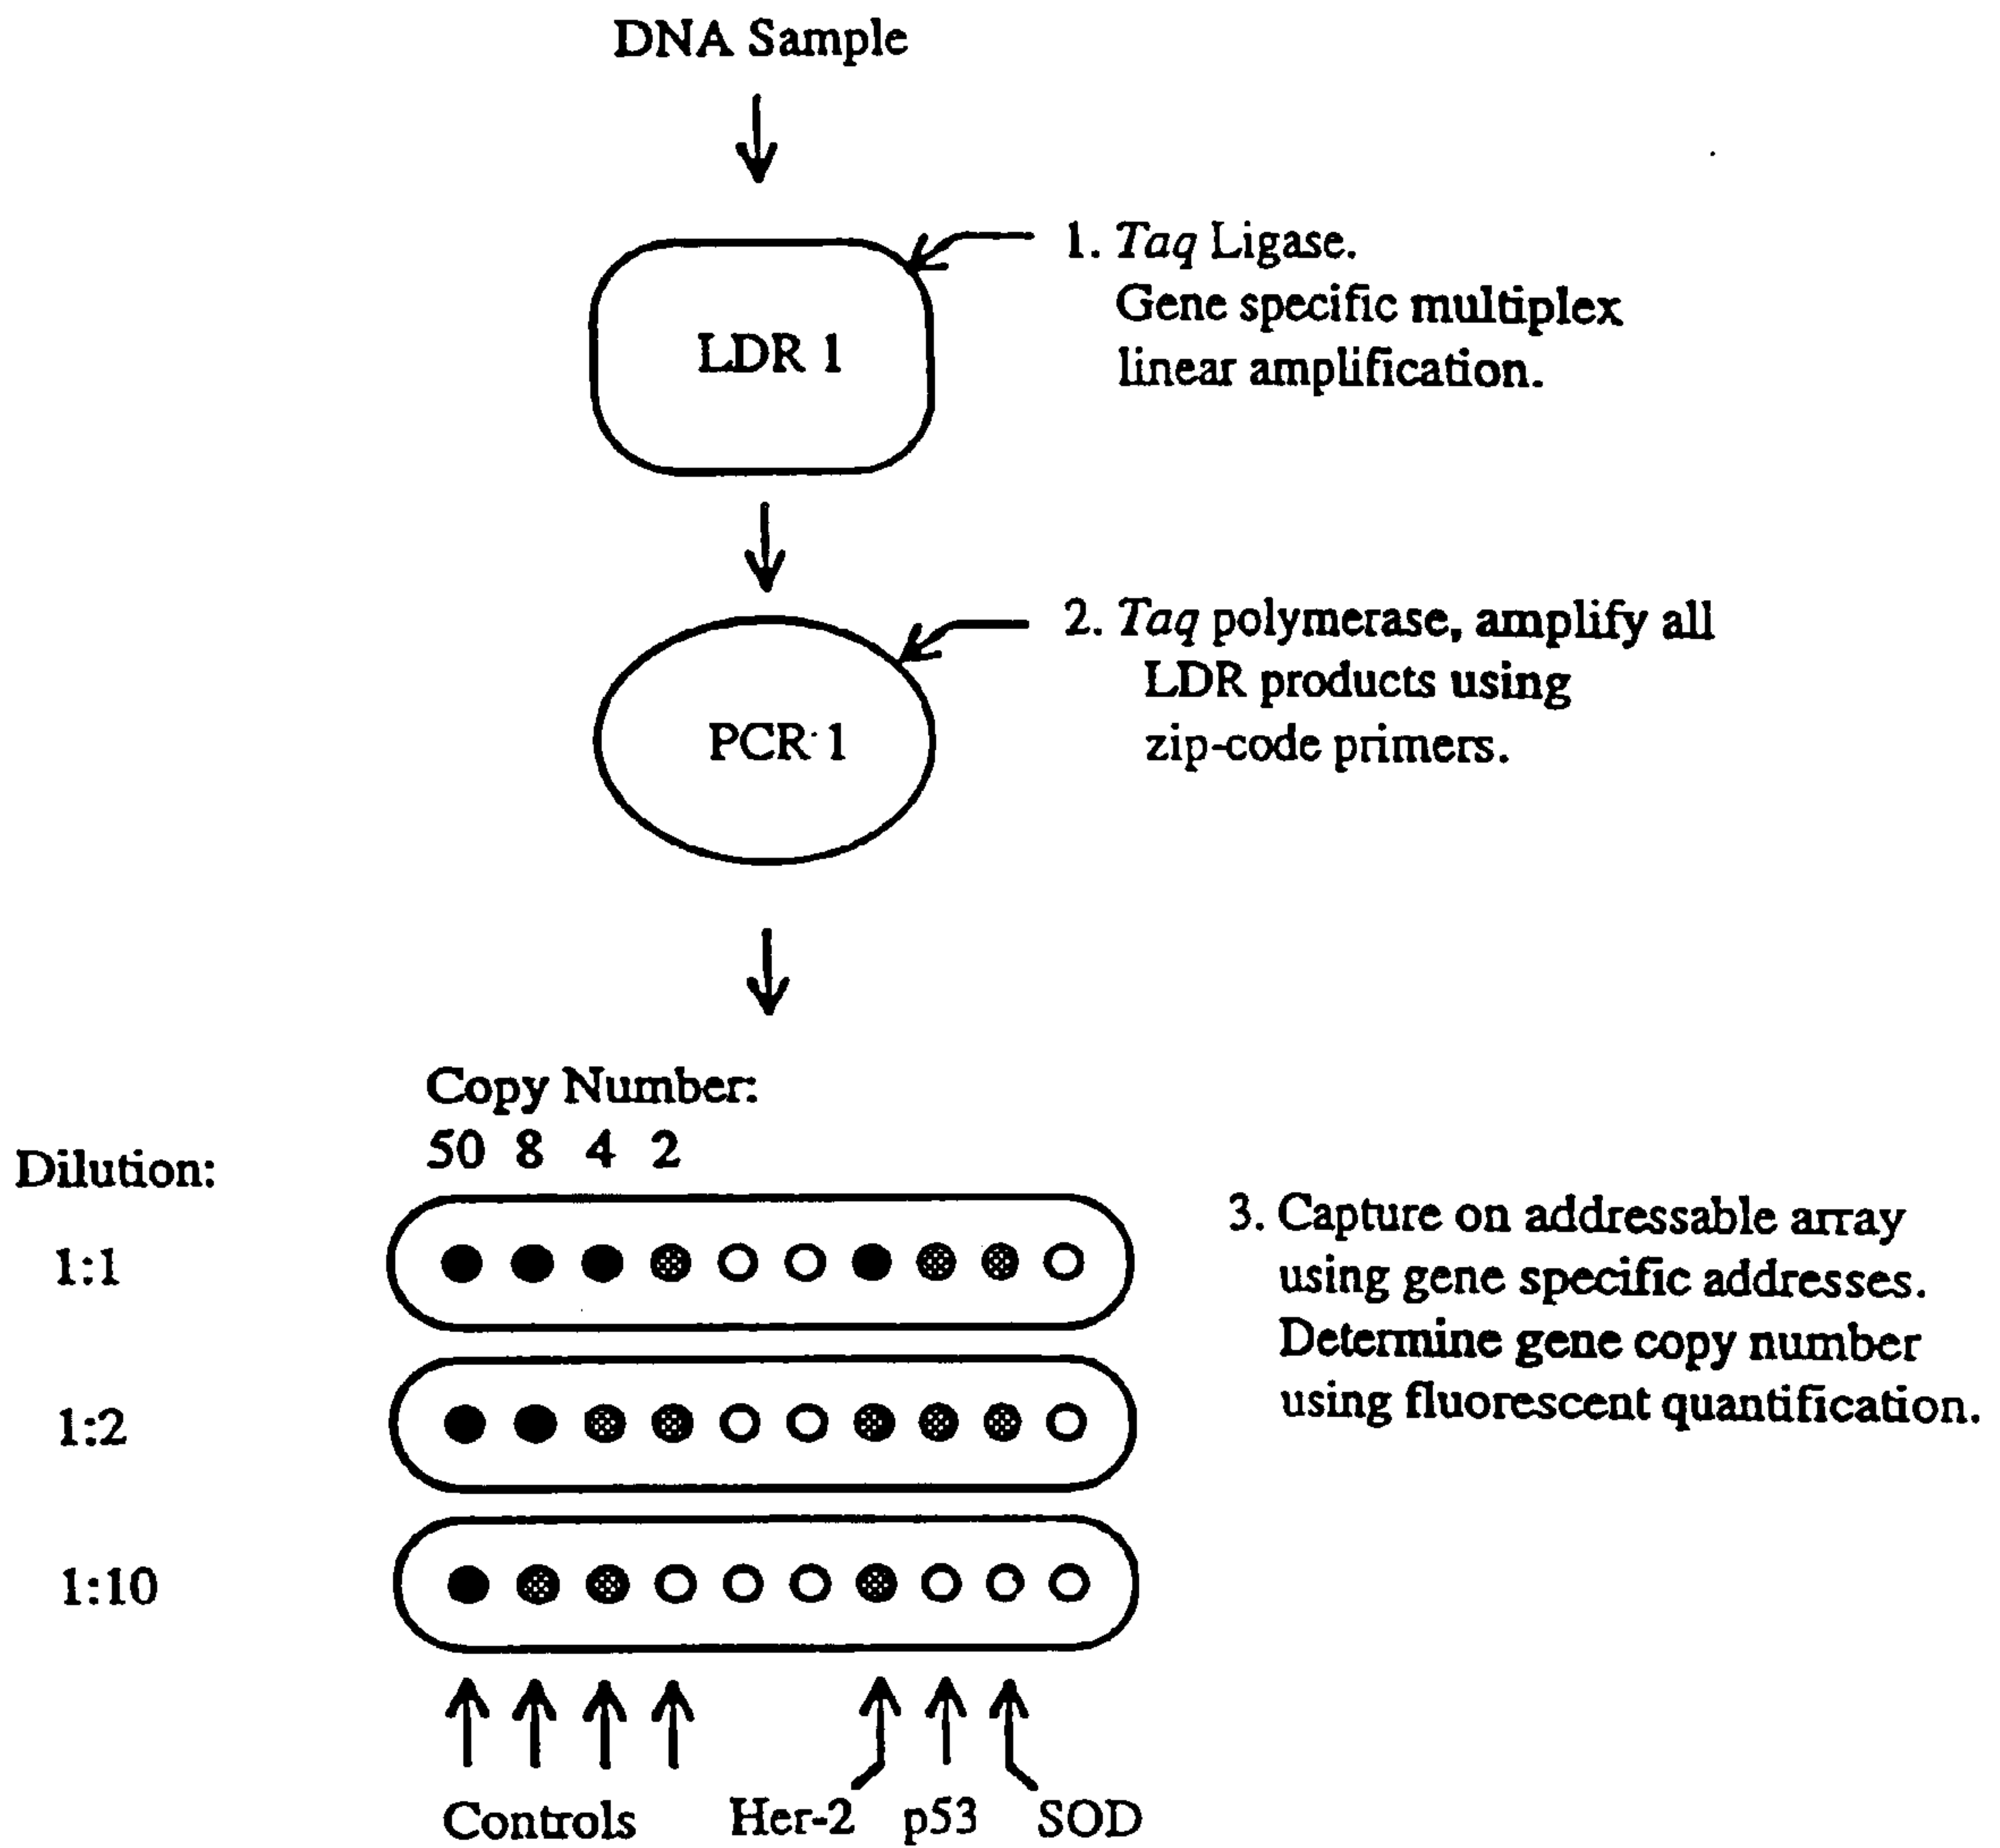 DNA Sample
LDR 1
1. Taq Ligase.
Gene specific multiplex
linear amplification.
PCR 1
2. Taq polymerase, amplify all
LDR products using
zip-code primers.
Copy Number:
50 8 4 2
Dilution:
1:1
1:2
1:10
3. Capture on addressable array
using gene specific addresses.
Determine gene copy number
using fluorescent quantification.
Controls Her-2 p53 SOD